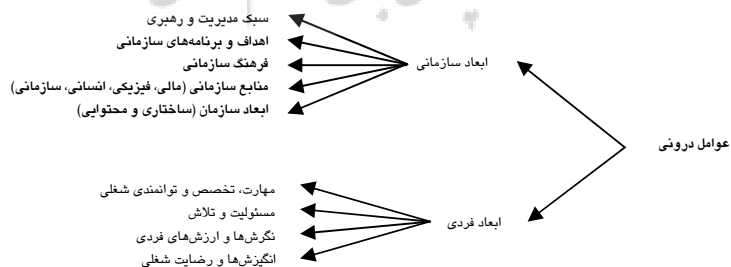 سبک مدیریت و رهبری
اهداف و برنامه‌های سازمانی
فرهنگ سازمانی
منابع سازمانی (مالی، فیزیکی، انسانی، سازمانی)
ابعاد سازمان (ساختاری و محتوایی)
ابعاد سازمانی
عوامل درونی
مهارت، تخصص و توانمندی شغلی
مسئولیت و تلاش
نگرش‌ها و ارزش‌های فردی
انگیزش‌ها و رضایت شغلی
ابعاد فردی